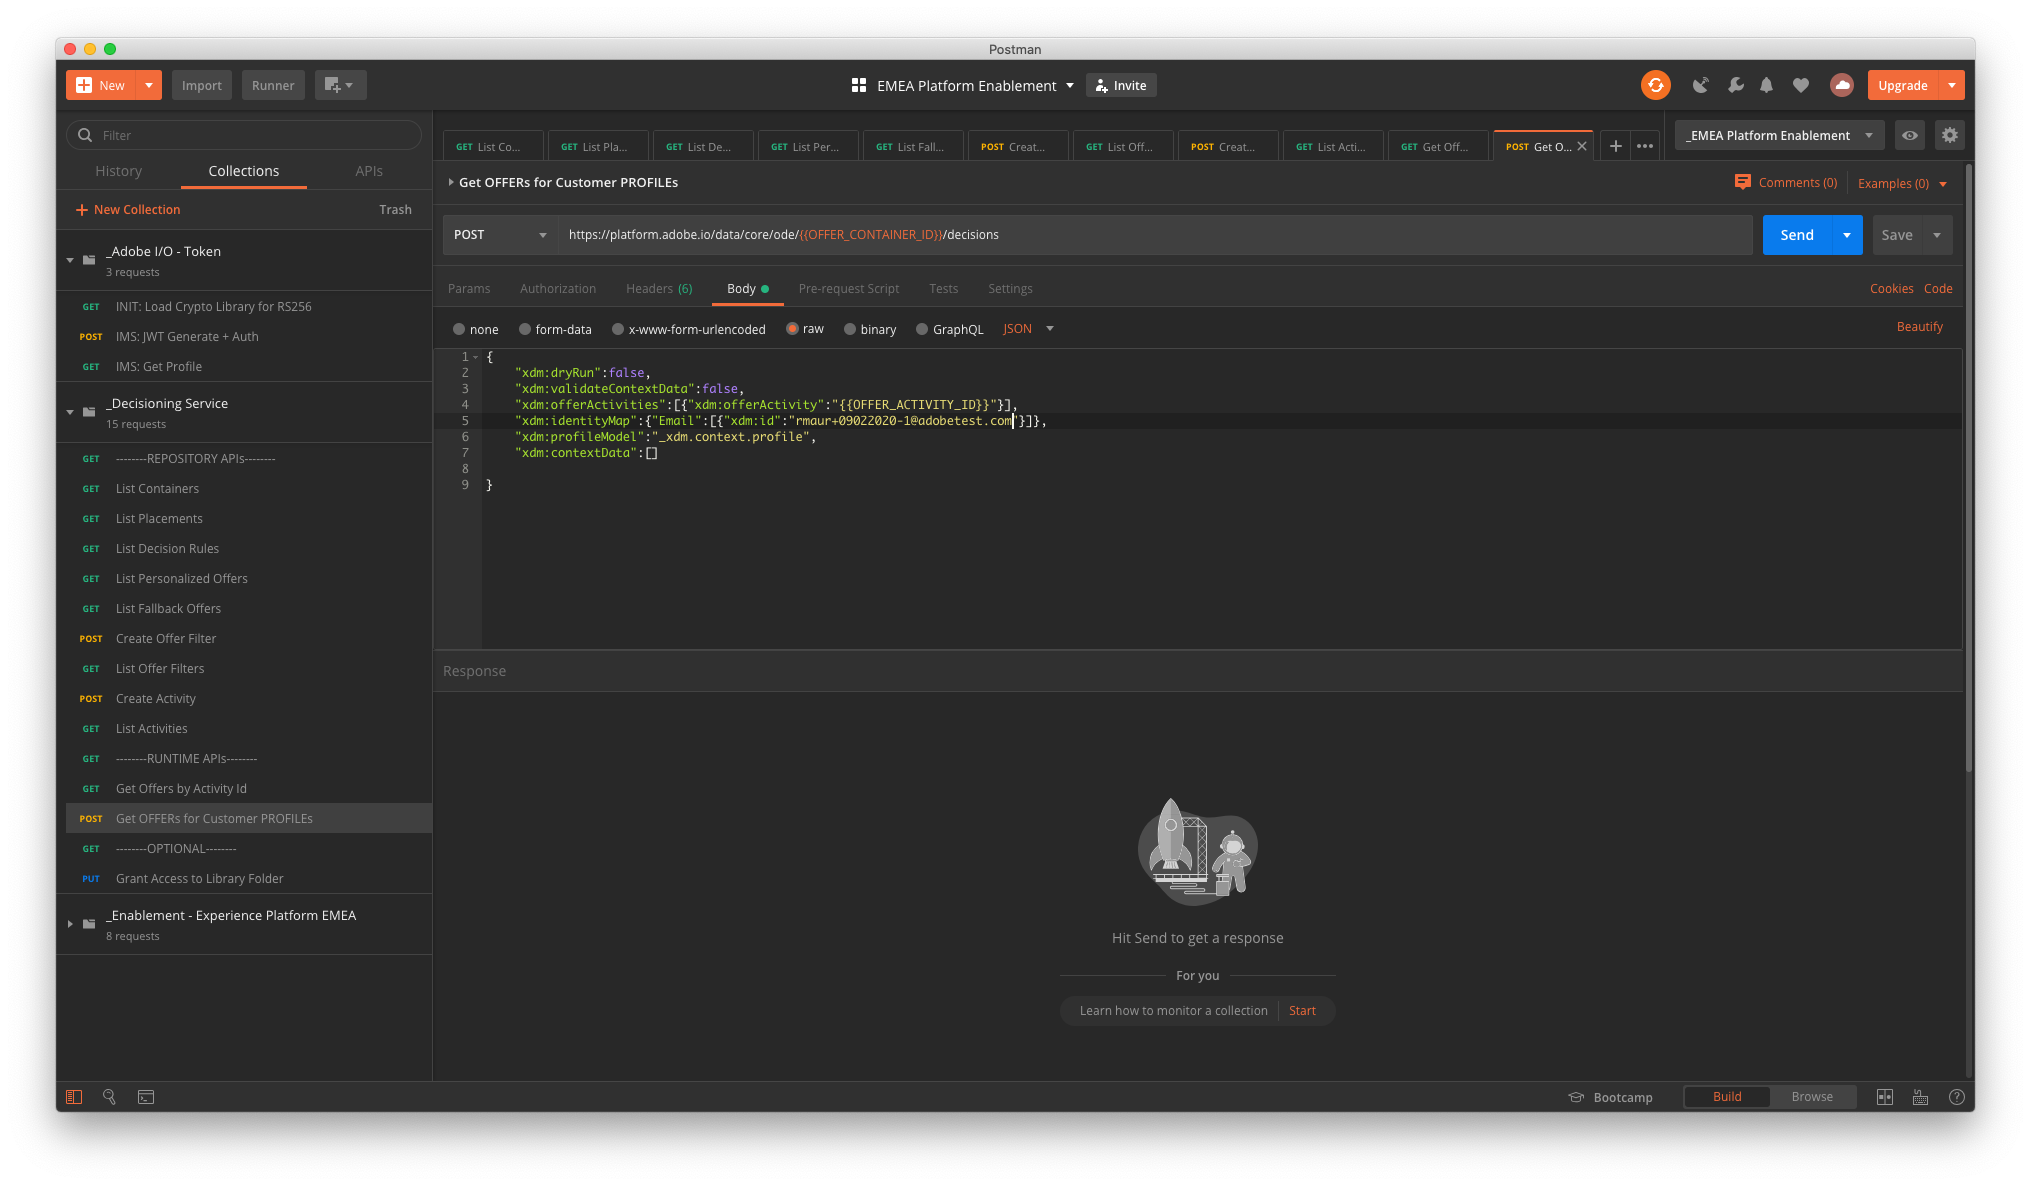 Postman
New
Import
Runner
EMEA Platform Enablement
Invite
Upgrade
Filter
History
Collections
APIs
New Collection
Trash
_Adobe I/O - Token
3 requests
GET INIT: Load Crypto Library for RS256
POST IMS: JWT Generate + Auth
GET IMS: Get Profile
_Decisioning Service
15 requests
GET --------REPOSITORY APIs--------
GET List Containers
GET List Placements
GET List Decision Rules
GET List Personalized Offers
GET List Fallback Offers
POST Create Offer Filter
GET List Offer Filters
POST Create Activity
GET List Activities
GET --------RUNTIME APIs--------
GET Get Offers by Activity Id
POST Get OFFERs for Customer PROFILEs
GET --------OPTIONAL--------
PUT Grant Access to Library Folder
_Enablement - Experience Platform EMEA
8 requests
GET List Co...
GET List Pla...
GET List De...
GET List Per...
GET List Fall...
POST Creat...
GET List Off...
POST Creat...
GET List Acti...
GET Get Off...
POST Get O...
_EMEA Platform Enablement
Get OFFERs for Customer PROFILEs
Comments (0)
Examples (0)
POST
https://platform.adobe.io/data/core/ode/{{OFFER_CONTAINER_ID}}/decisions
Send
Save
Params
Authorization
Headers (6)
Body
Pre-request Script
Tests
Settings
Cookies
Code
none
form-data
x-www-form-urlencoded
raw
binary
GraphQL
JSON
Beautify
1 {
2 "xdm:dryRun":false,
3 "xdm:validateContextData":false,
4 "xdm:offerActivities":[{"xdm:offerActivity":"{{OFFER_ACTIVITY_ID}}"}],
5 "xdm:identityMap":{"Email":[{"xdm:id":"rmaur+09022020-1@adobetest.com"}]},
6 "xdm:profileModel":"_xdm.context.profile",
7 "xdm:contextData":[]
8
9 }
Response
Hit Send to get a response
For you
Learn how to monitor a collection
Start
Bootcamp
Build
Browse